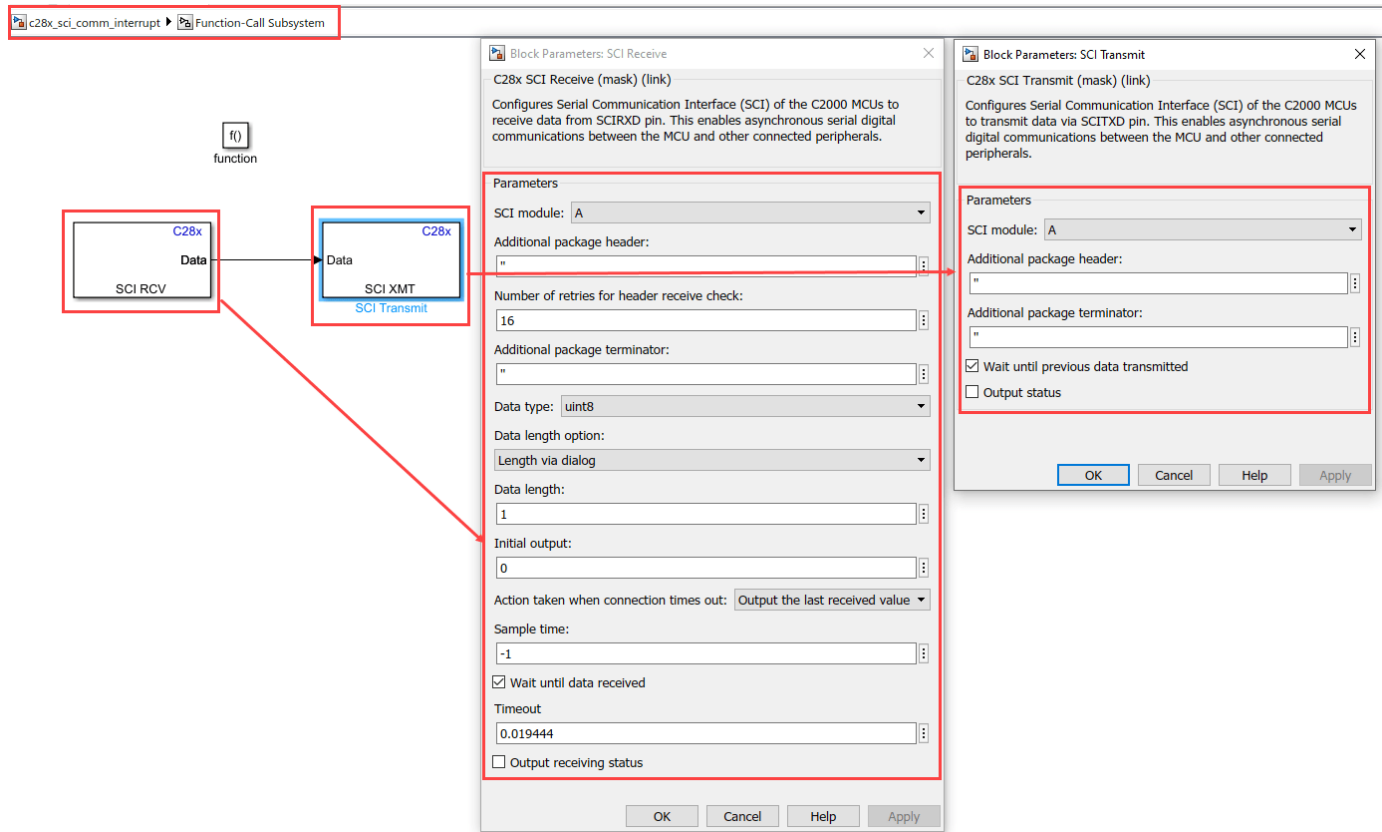 c28x_sci_comm_interrupt ▶ Function-Call Subsystem
f()
function
C28x
Data
SCI RCV
C28x
Data
SCI XMT
SCI Transmit
Block Parameters: SCI Receive
C28x SCI Receive (mask) (link)
Configures Serial Communication Interface (SCI) of the C2000 MCUs to
receive data from SCIRXD pin. This enables asynchronous serial digital
communications between the MCU and other connected peripherals.
Parameters
SCI module: A
Additional package header:
''
Number of retries for header receive check:
16
Additional package terminator:
''
Data type: uint8
Data length option:
Length via dialog
Data length:
1
Initial output:
0
Action taken when connection times out: Output the last received value
Sample time:
-1
Wait until data received
Timeout
0.019444
Output receiving status
OK Cancel Help Apply
Block Parameters: SCI Transmit
C28x SCI Transmit (mask) (link)
Configures Serial Communication Interface (SCI) of the C2000 MCUs
to transmit data via SCITXD pin. This enables asynchronous serial
digital communications between the MCU and other connected
peripherals.
Parameters
SCI module: A
Additional package header:
''
Additional package terminator:
''
Wait until previous data transmitted
Output status
OK Cancel Help Apply